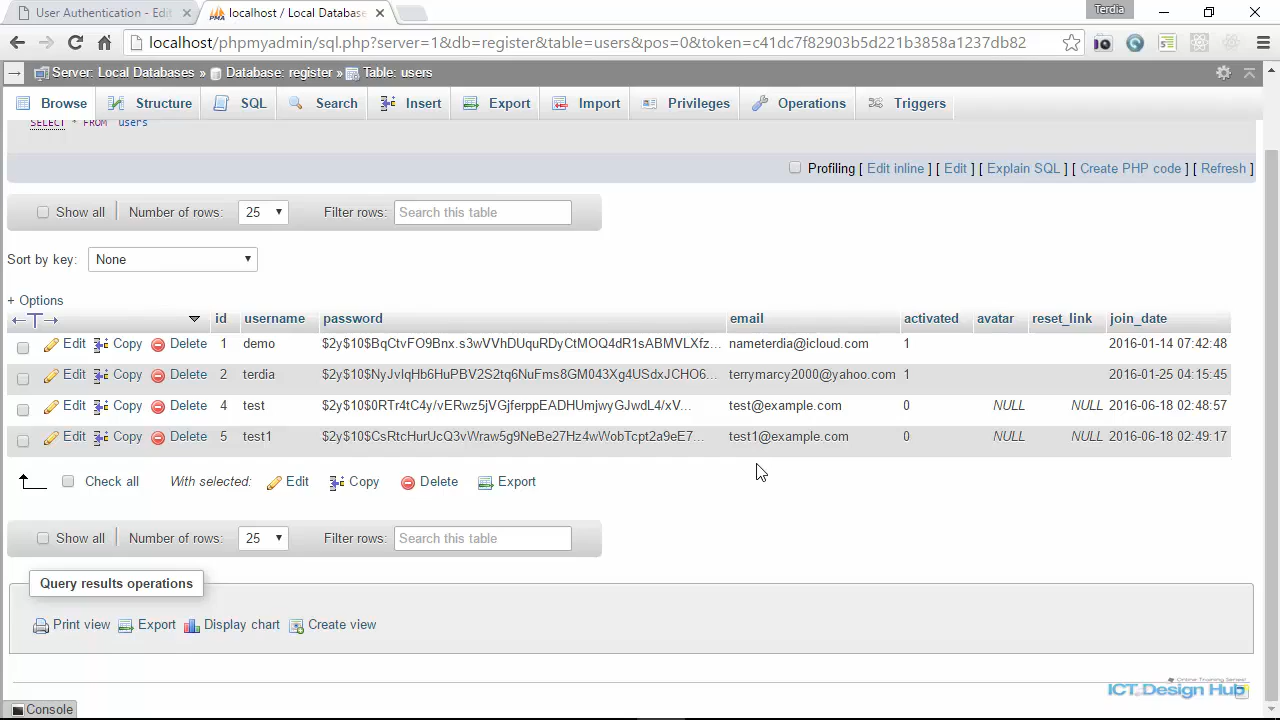 User Authentication - Edi
localhost / Local Database
Terdia
localhost/phpmyadmin/sql.php?server=1&db=register&table=users&pos=0&token=c41dc7f82903b5d221b3858a1237db82
Server: Local Databases » Database: register » Table: users
Browse Structure SQL Search Insert Export Import Privileges Operations Triggers
SELECT * FROM `users`
Profiling [ Edit inline ] [ Edit ] [ Explain SQL ] [ Create PHP code ] [ Refresh ]
Show all Number of rows: 25 Filter rows: Search this table
Sort by key: None
+ Options
id username password email activated avatar reset_link join_date
Edit Copy Delete 1 demo $2y$10$BqCtvFO9Bnx.s3wVVhDUquRDyCtMOQ4dR1sABMVLXfz... nameterdia@icloud.com 1 2016-01-14 07:42:48
Edit Copy Delete 2 terdia $2y$10$NyJvIqHb6HuPBV2S2tq6NuFms8GM043Xg4USdxJCHO6... terrymarcy2000@yahoo.com 1 2016-01-25 04:15:45
Edit Copy Delete 4 test $2y$10$0RTr4tC4y/vERwz5jVGjferppEADHUmjwyGJwdL4/xV... test@example.com 0 NULL NULL 2016-06-18 02:48:57
Edit Copy Delete 5 test1 $2y$10$CsRtcHurUcQ3vWraw5g9NeBe27Hz4wWobTcpt2a9eE7... test1@example.com 0 NULL NULL 2016-06-18 02:49:17
Check all With selected: Edit Copy Delete Export
Show all Number of rows: 25 Filter rows: Search this table
Query results operations
Print view Export Display chart Create view
Online Training Series!
ICT Design Hub
Console